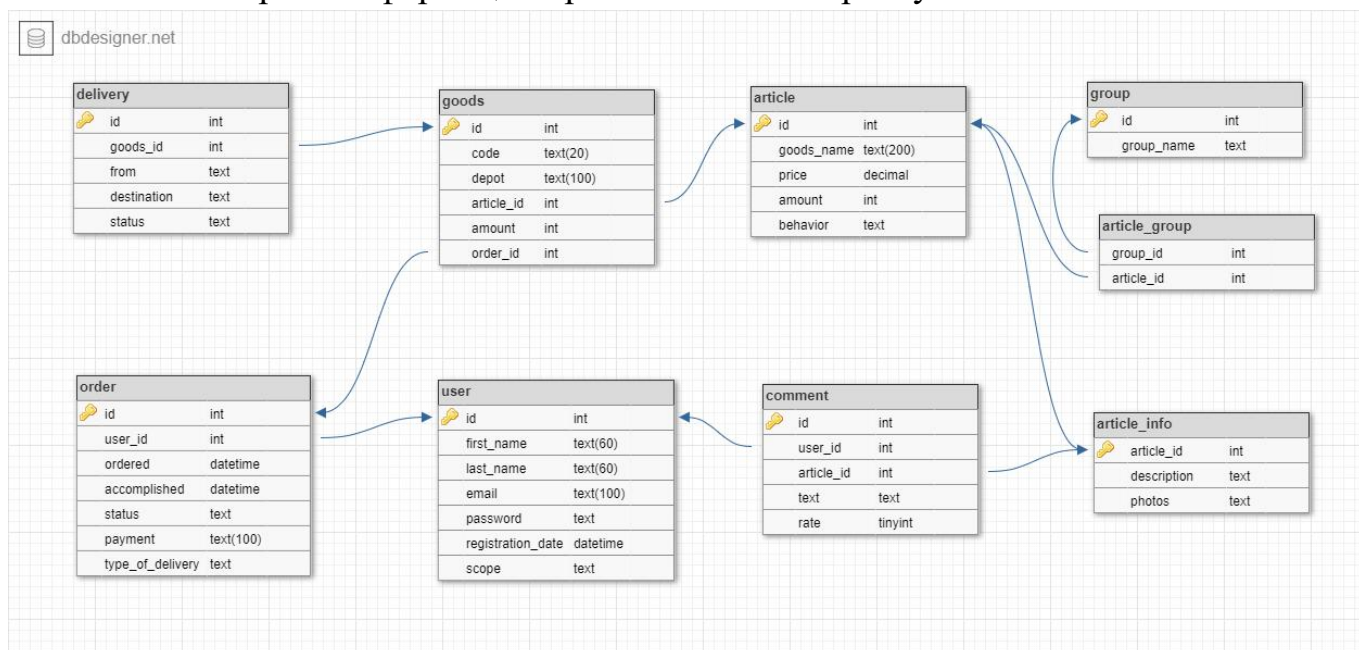 dbdesigner.net
delivery
id int
goods_id int
from text
destination text
status text
goods
id int
code text(20)
depot text(100)
article_id int
amount int
order_id int
article
id int
goods_name text(200)
price decimal
amount int
behavior text
group
id int
group_name text
article_group
group_id int
article_id int
order
id int
user_id int
ordered datetime
accomplished datetime
status text
payment text(100)
type_of_delivery text
user
id int
first_name text(60)
last_name text(60)
email text(100)
password text
registration_date datetime
scope text
comment
id int
user_id int
article_id int
text text
rate tinyint
article_info
article_id int
description text
photos text